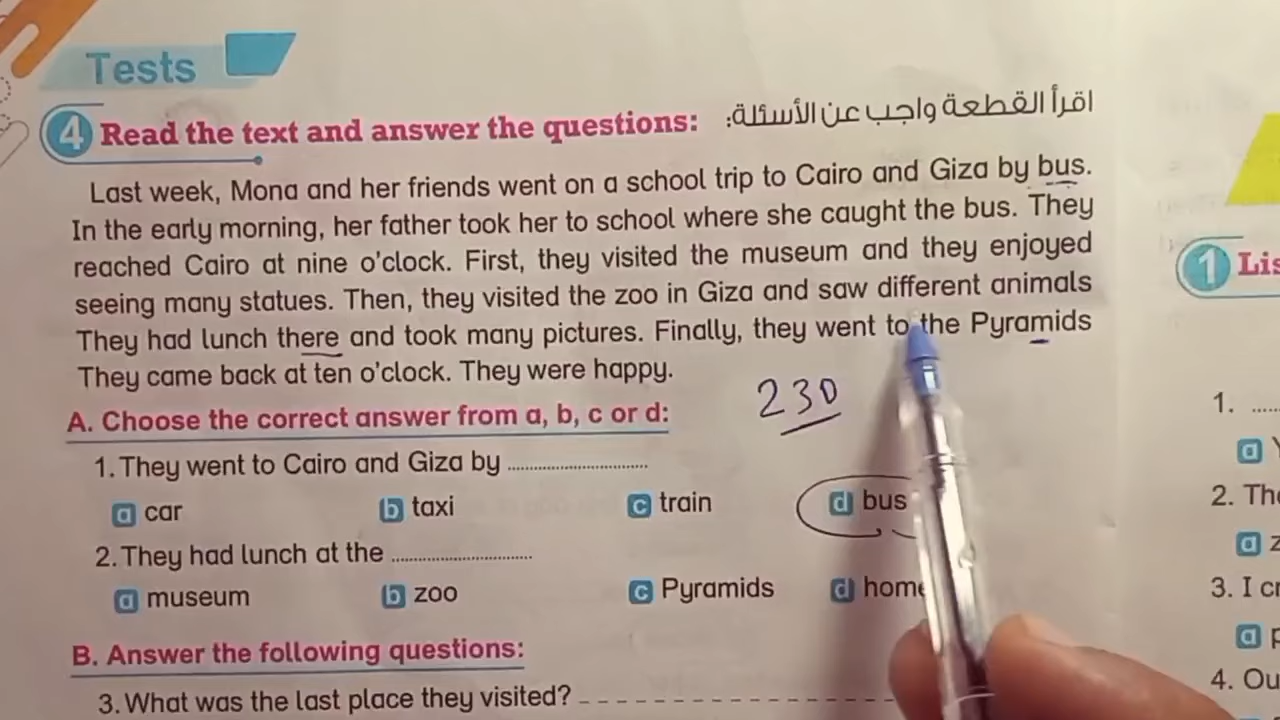 Tests
4 Read the text and answer the questions: اقرأ القطعة واجب عن الأسئلة:
Last week, Mona and her friends went on a school trip to Cairo and Giza by bus.
In the early morning, her father took her to school where she caught the bus. They
reached Cairo at nine o'clock. First, they visited the museum and they enjoyed
seeing many statues. Then, they visited the zoo in Giza and saw different animals
They had lunch there and took many pictures. Finally, they went to the Pyramids
They came back at ten o'clock. They were happy.
230
A. Choose the correct answer from a, b, c or d:
1. They went to Cairo and Giza by ................................
a car b taxi c train d bus
2. They had lunch at the ................................
a museum b zoo c Pyramids d home
B. Answer the following questions:
3. What was the last place they visited? - - - - - - - - - - - - - - - -
1 Lis
1. .....
a Y
2. Th
a z
3. I cr
a p
4. Ou